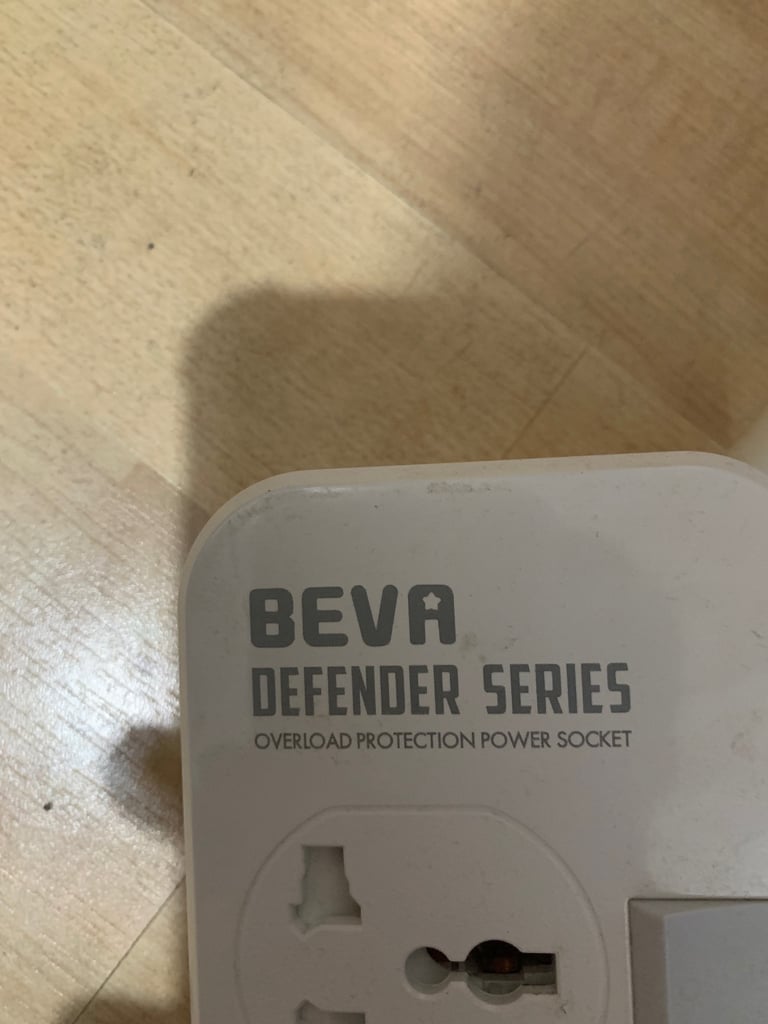 BEVA
DEFENDER SERIES
OVERLOAD PROTECTION POWER SOCKET